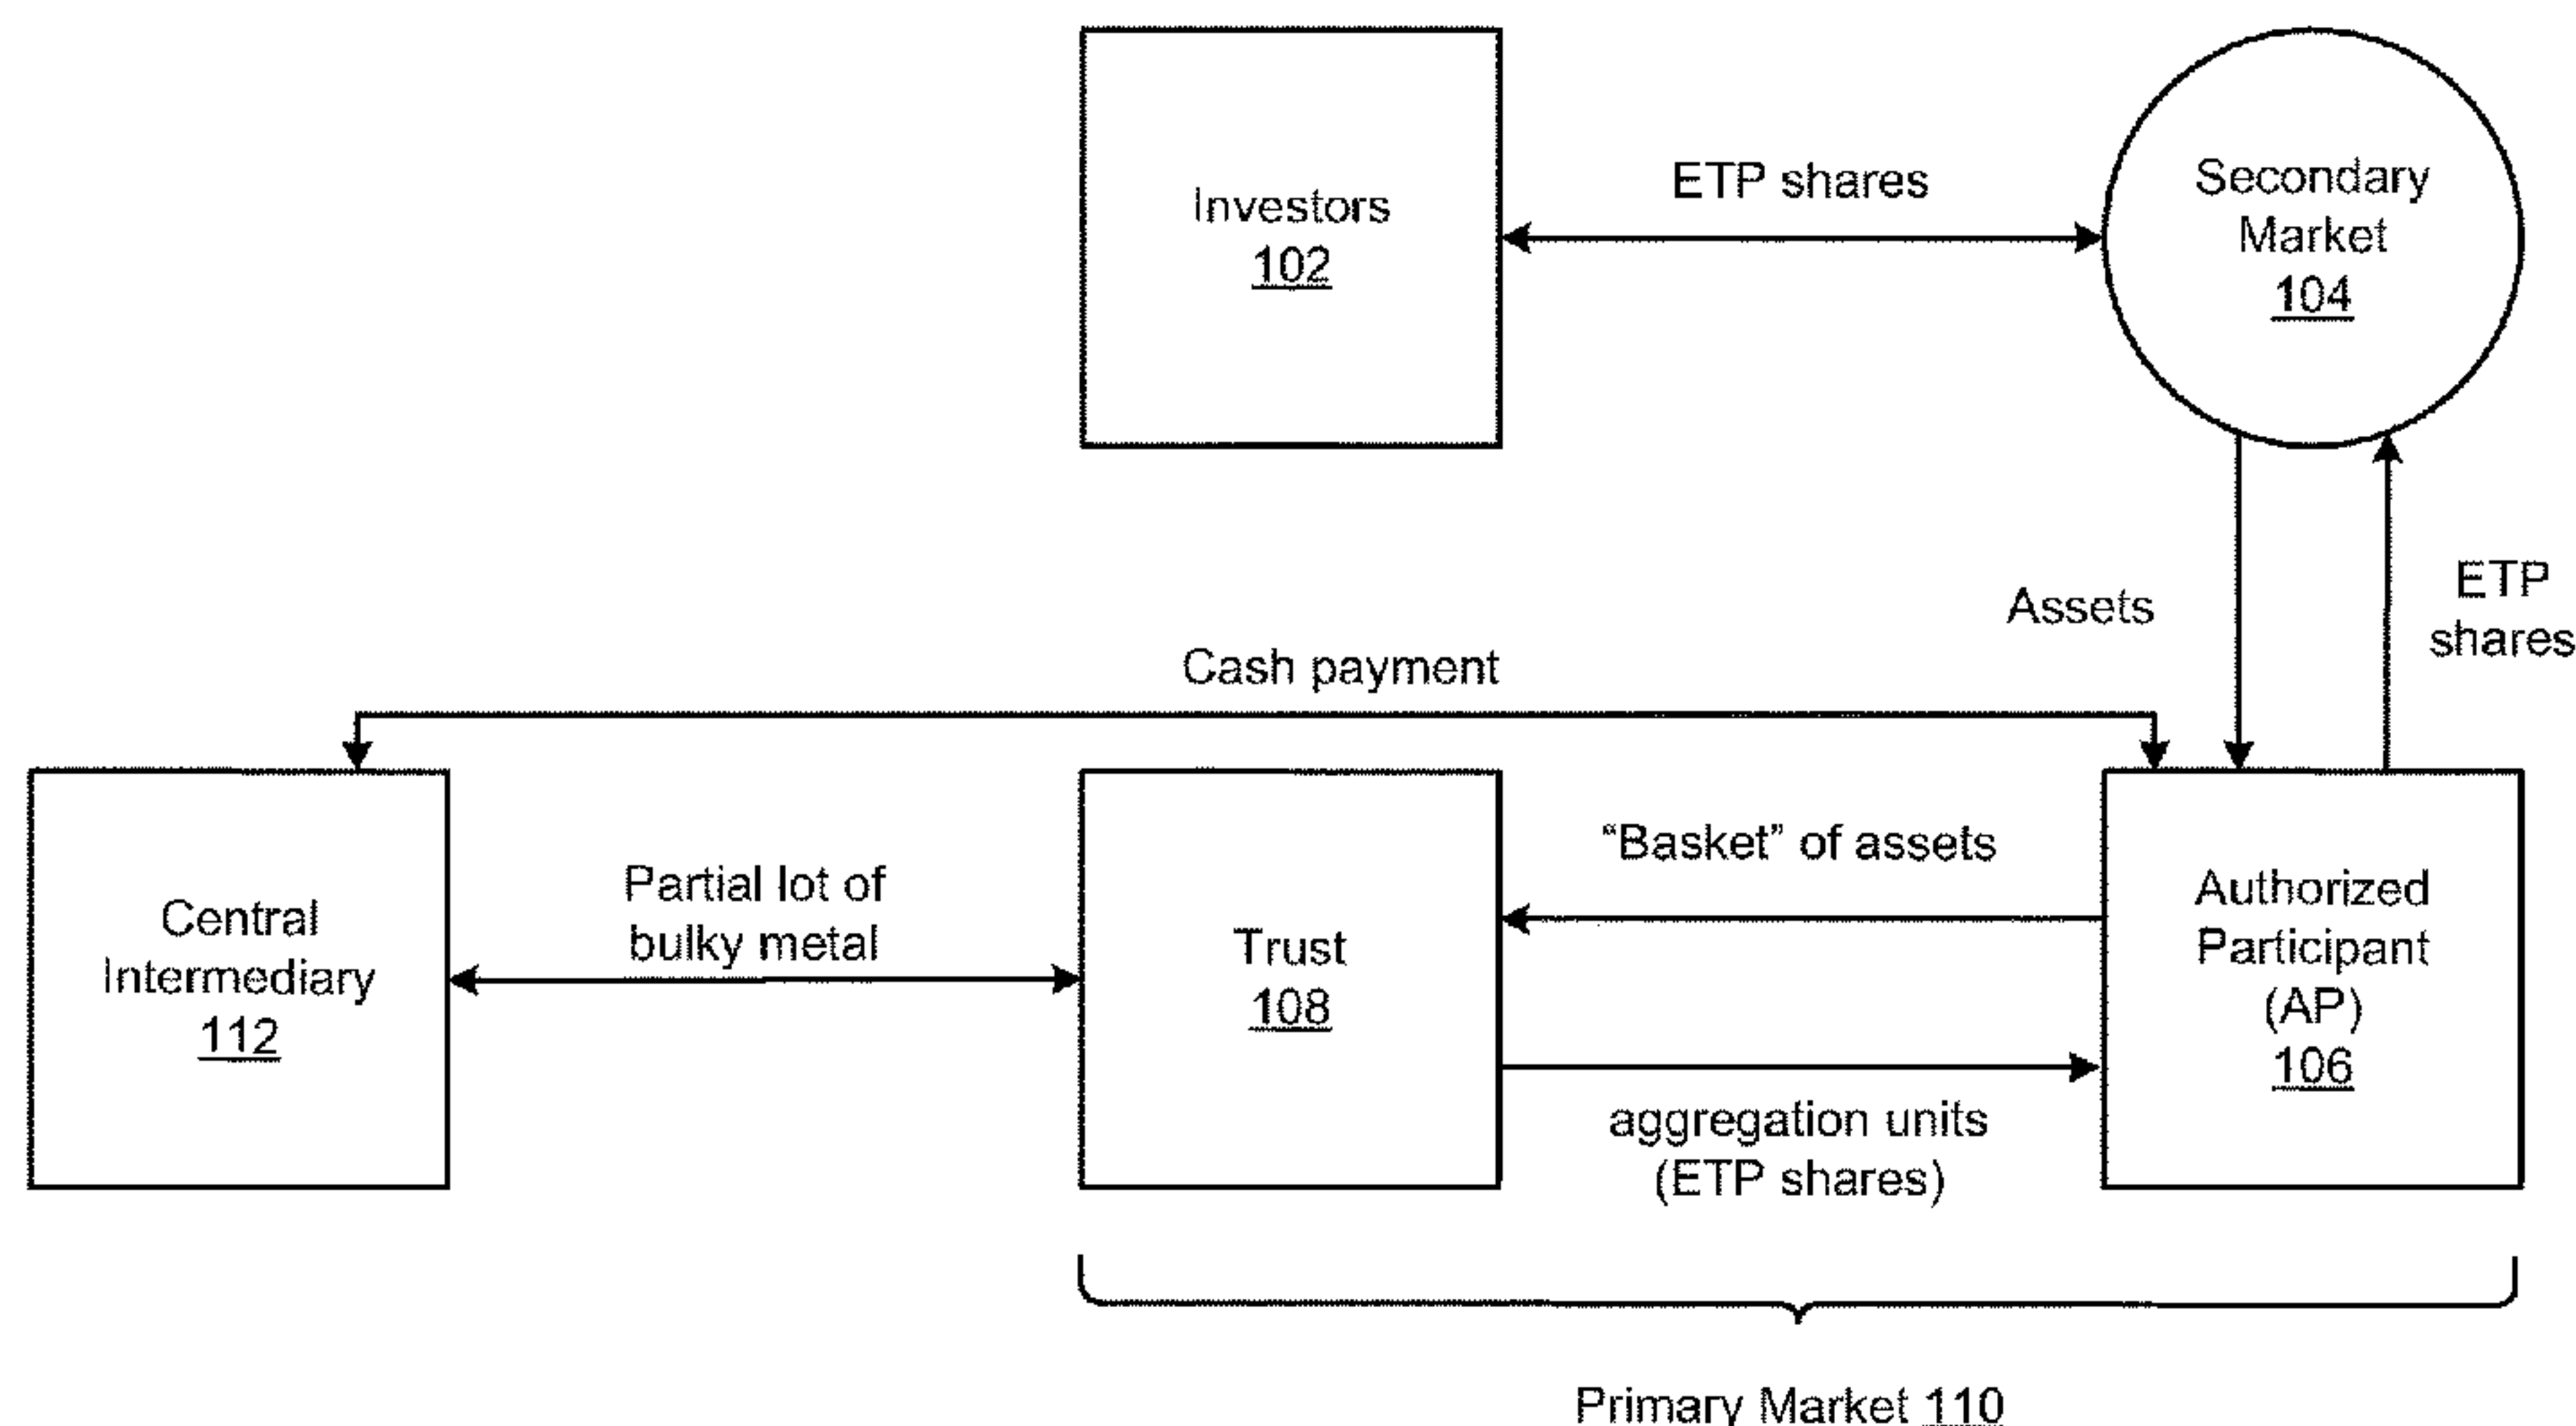 Investors
102
ETP shares
Secondary
Market
104
Assets
ETP
shares
Cash payment
Central
Intermediary
112
Partial lot of
bulky metal
Trust
108
“Basket” of assets
aggregation units
(ETP shares)
Authorized
Participant
(AP)
106
Primary Market 110